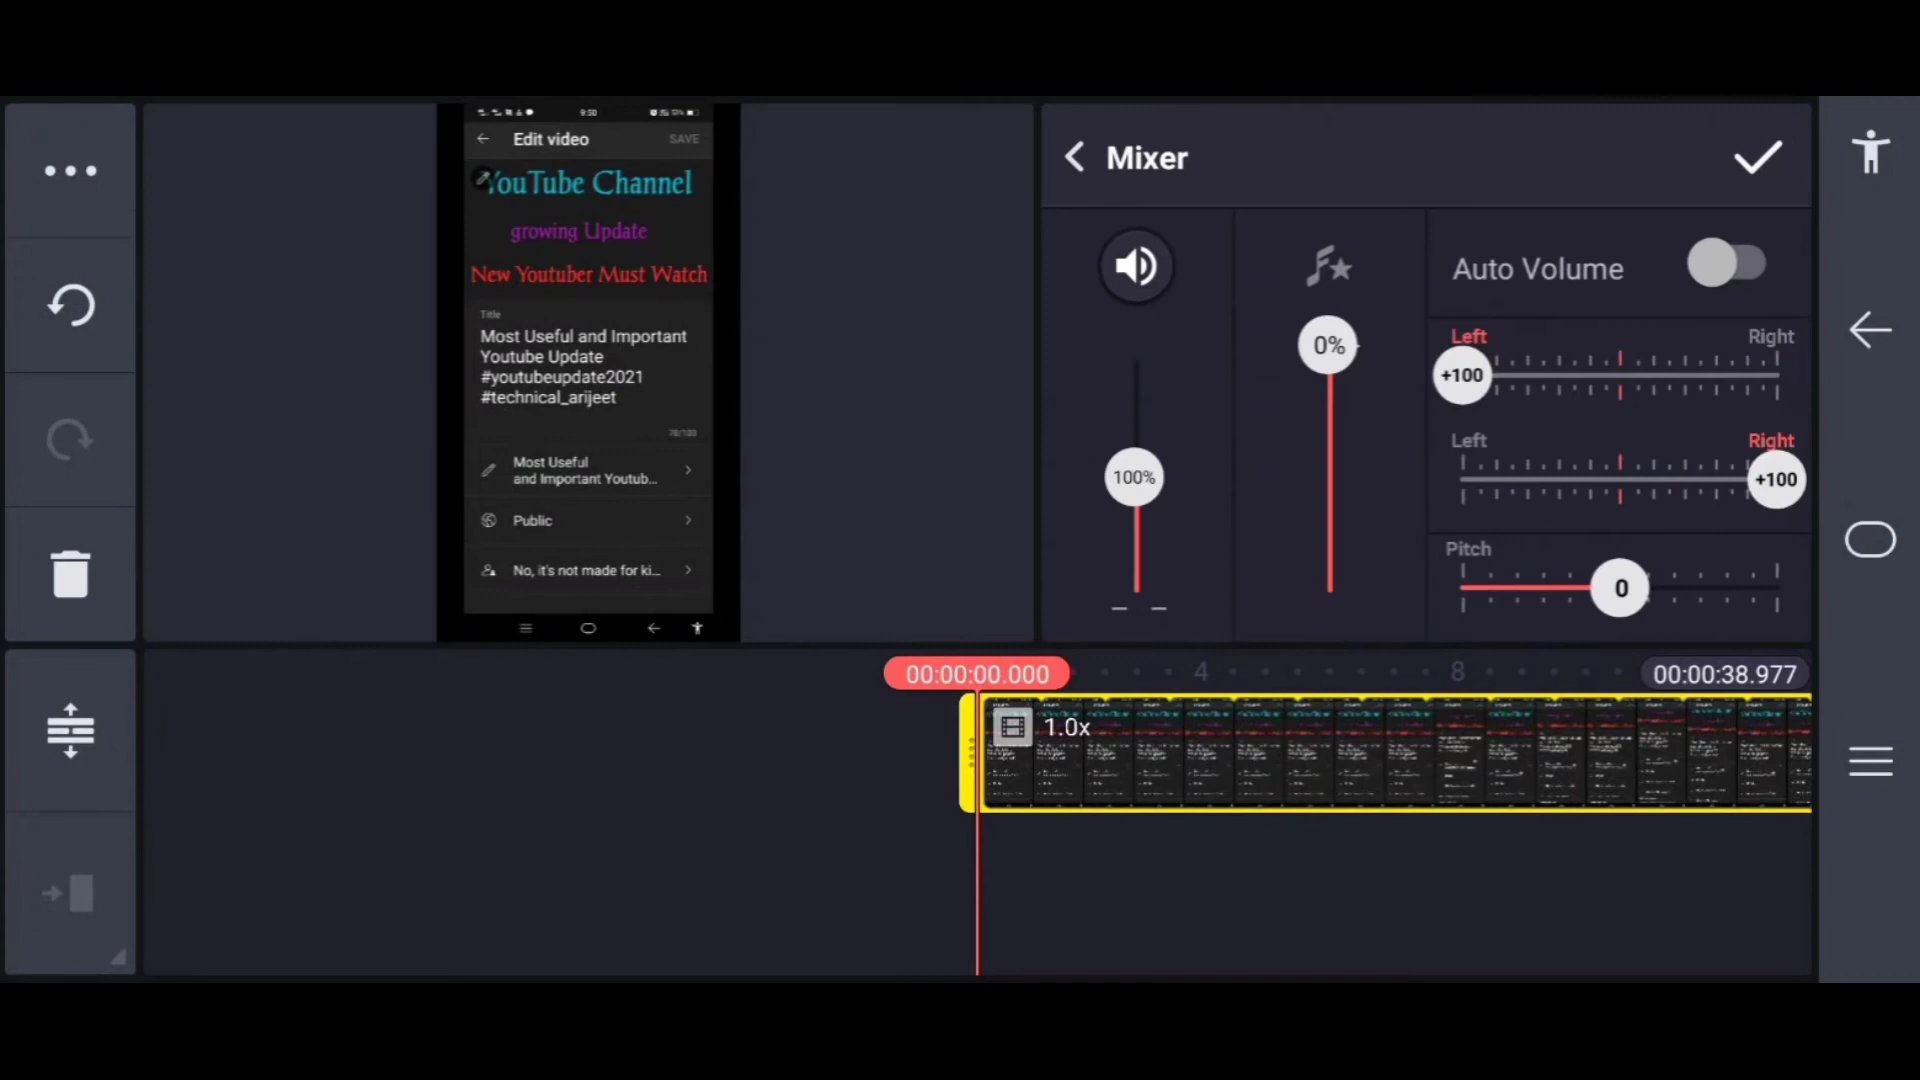 9:50
Edit video
SAVE
YouTube Channel
growing Update
New Youtuber Must Watch
Title
Most Useful and Important
Youtube Update
#youtubeupdate2021
#technical_arijeet
78/100
Most Useful
and Important Youtub...
Public
No, it's not made for ki...
Mixer
100%
0%
Auto Volume
Left
Right
+100
Left
Right
+100
Pitch
0
00:00:00.000
4
8
00:00:38.977
1.0x